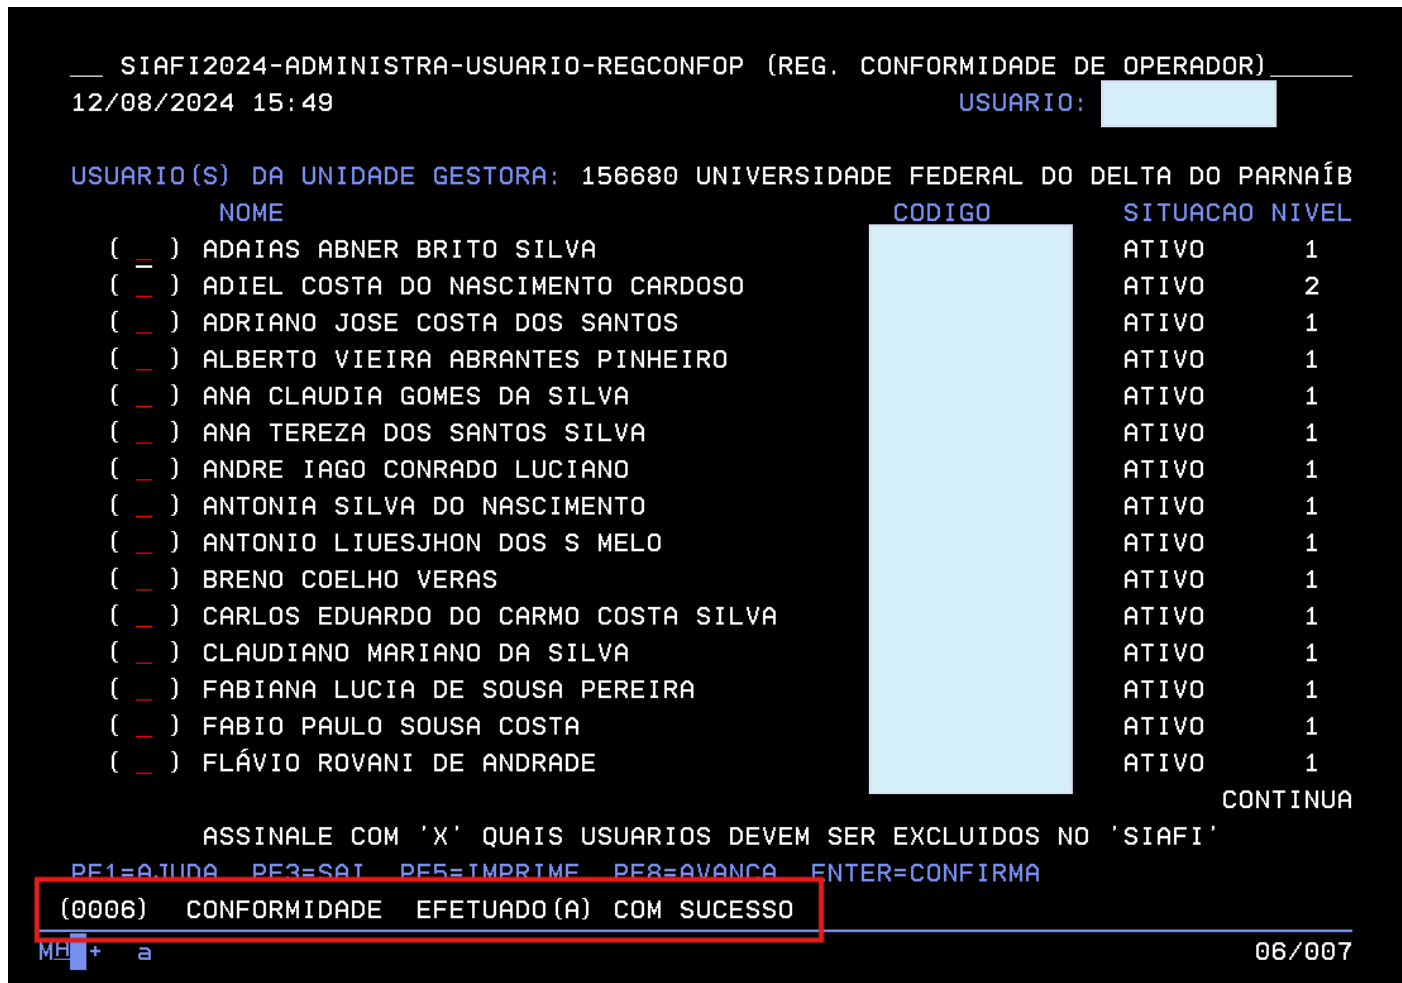 __ SIAFI2024-ADMINISTRA-USUARIO-REGCONFOP (REG. CONFORMIDADE DE OPERADOR)_____
12/08/2024 15:49 USUARIO:
USUARIO(S) DA UNIDADE GESTORA: 156680 UNIVERSIDADE FEDERAL DO DELTA DO PARNAÍB
NOME CODIGO SITUACAO NIVEL
( _ ) ADAIAS ABNER BRITO SILVA ATIVO 1
( _ ) ADIEL COSTA DO NASCIMENTO CARDOSO ATIVO 2
( _ ) ADRIANO JOSE COSTA DOS SANTOS ATIVO 1
( _ ) ALBERTO VIEIRA ABRANTES PINHEIRO ATIVO 1
( _ ) ANA CLAUDIA GOMES DA SILVA ATIVO 1
( _ ) ANA TEREZA DOS SANTOS SILVA ATIVO 1
( _ ) ANDRE IAGO CONRADO LUCIANO ATIVO 1
( _ ) ANTONIA SILVA DO NASCIMENTO ATIVO 1
( _ ) ANTONIO LIUESJHON DOS S MELO ATIVO 1
( _ ) BRENO COELHO VERAS ATIVO 1
( _ ) CARLOS EDUARDO DO CARMO COSTA SILVA ATIVO 1
( _ ) CLAUDIANO MARIANO DA SILVA ATIVO 1
( _ ) FABIANA LUCIA DE SOUSA PEREIRA ATIVO 1
( _ ) FABIO PAULO SOUSA COSTA ATIVO 1
( _ ) FLÁVIO ROVANI DE ANDRADE ATIVO 1
CONTINUA
ASSINALE COM 'X' QUAIS USUARIOS DEVEM SER EXCLUIDOS NO 'SIAFI'
PF1=AJUDA PF3=SAI PF5=IMPRIME PF8=AVANCA ENTER=CONFIRMA
(0006) CONFORMIDADE EFETUADO(A) COM SUCESSO
MH + a 06/007